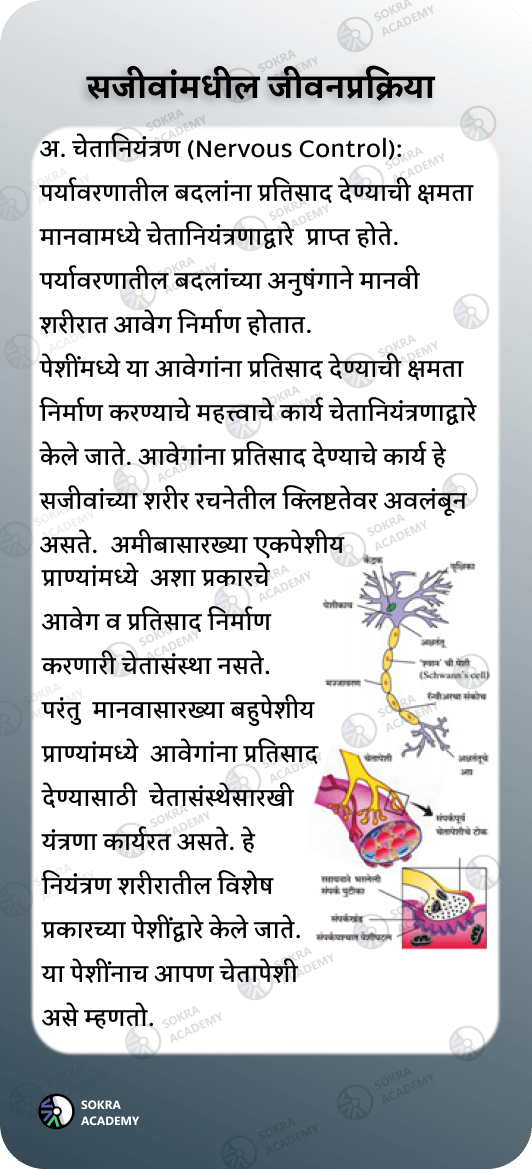 सजीवांमधील जीवनप्रक्रिया
अ. चेतानियंत्रण (Nervous Control):
पर्यावरणातील बदलांना प्रतिसाद देण्याची क्षमता
मानवामध्ये चेतानियंत्रणाद्वारे प्राप्त होते.
पर्यावरणातील बदलांच्या अनुषंगाने मानवी
शरीरात आवेग निर्माण होतात.
पेशींमध्ये या आवेगांना प्रतिसाद देण्याची क्षमता
निर्माण करण्याचे महत्त्वाचे कार्य चेतानियंत्रणाद्वारे
केले जाते. आवेगांना प्रतिसाद देण्याचे कार्य हे
सजीवांच्या शरीर रचनेतील क्लिष्टतेवर अवलंबून
असते. अमीबासारख्या एकपेशीय
प्राण्यांमध्ये अशा प्रकारचे
आवेग व प्रतिसाद निर्माण
करणारी चेतासंस्था नसते.
परंतु मानवासारख्या बहुपेशीय
प्राण्यांमध्ये आवेगांना प्रतिसाद
देण्यासाठी चेतासंस्थेसारखी
यंत्रणा कार्यरत असते. हे
नियंत्रण शरीरातील विशेष
प्रकारच्या पेशींद्वारे केले जाते.
या पेशींनाच आपण चेतापेशी
असे म्हणतो.
केंद्रक
वृक्षिका
पेशीकाय
अक्षतंतू
'श्वान' ची पेशी
(Schwann's cell)
मज्जावरण
रॅन्व्हीअरचा संकोच
अक्षतंतूचे
अग्र
चेतापेशी
संपर्कपूर्व
चेतापेशीचे टोक
रसायनाने भरलेली
संपर्क पुटीका
संपर्कखंड
संपर्कपश्चात पेशीपटल
SOKRA
ACADEMY